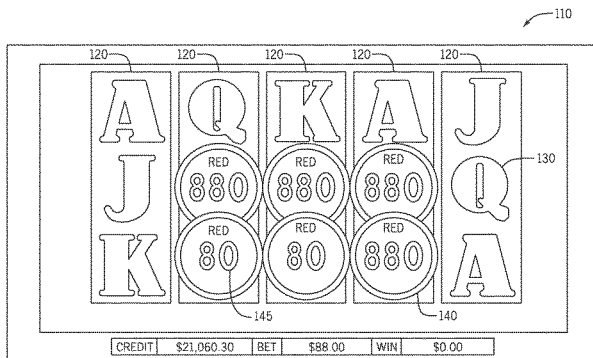 110
120 120 120 120 120
A Q K A J
RED RED RED
J 880 880 880 Q 130
RED RED RED
K 80 80 880 A
145 140
CREDIT $21,060.30 BET $88.00 WIN $0.00